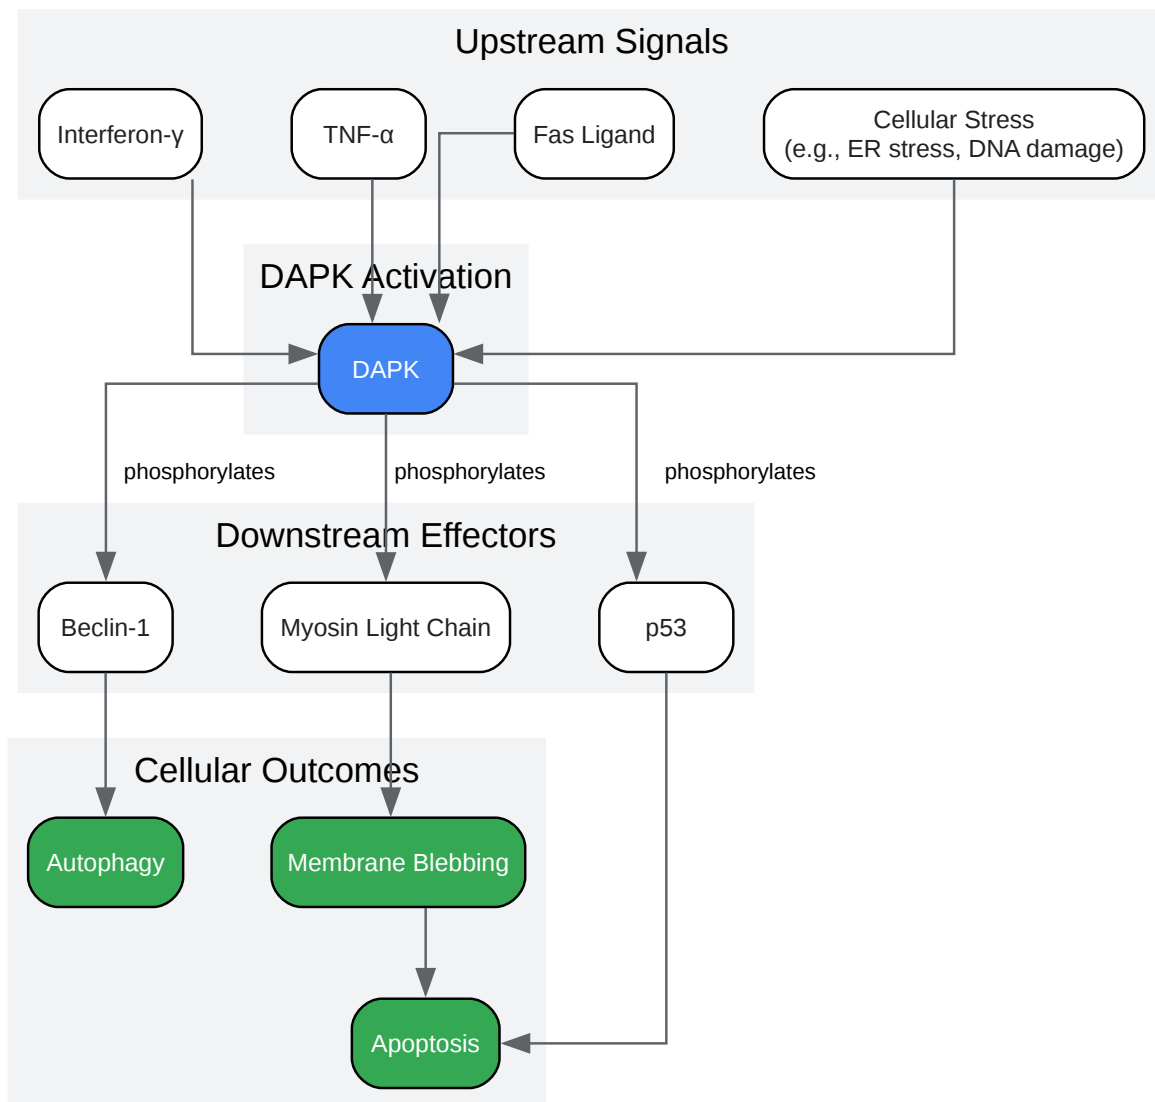 Upstream Signals
Interferon-γ
TNF-α
Fas Ligand
Cellular Stress
(e.g., ER stress, DNA damage)
DAPK Activation
DAPK
phosphorylates
phosphorylates
phosphorylates
Downstream Effectors
Beclin-1
Myosin Light Chain
p53
Cellular Outcomes
Autophagy
Membrane Blebbing
Apoptosis